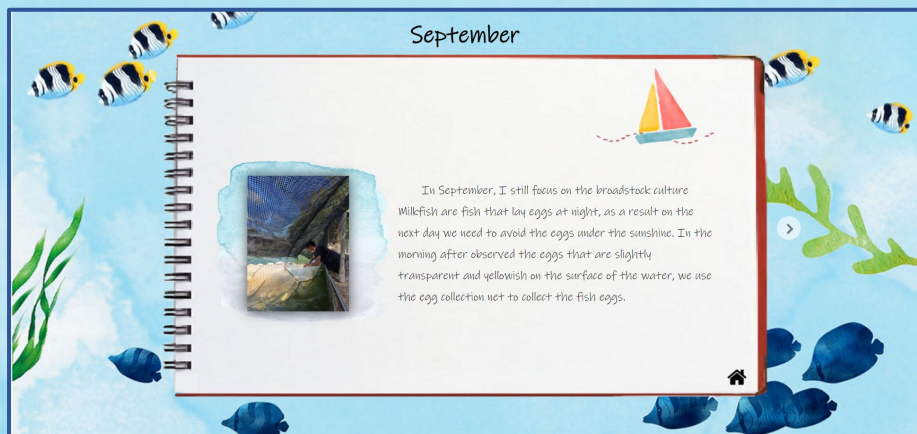 September
In September, I still focus on the broadstock culture
Milkfish are fish that lay eggs at night, as a result on the
next day we need to avoid the eggs under the sunshine. In the
morning after observed the eggs that are slightly
transparent and yellowish on the surface of the water, we use
the egg collection net to collect the fish eggs.